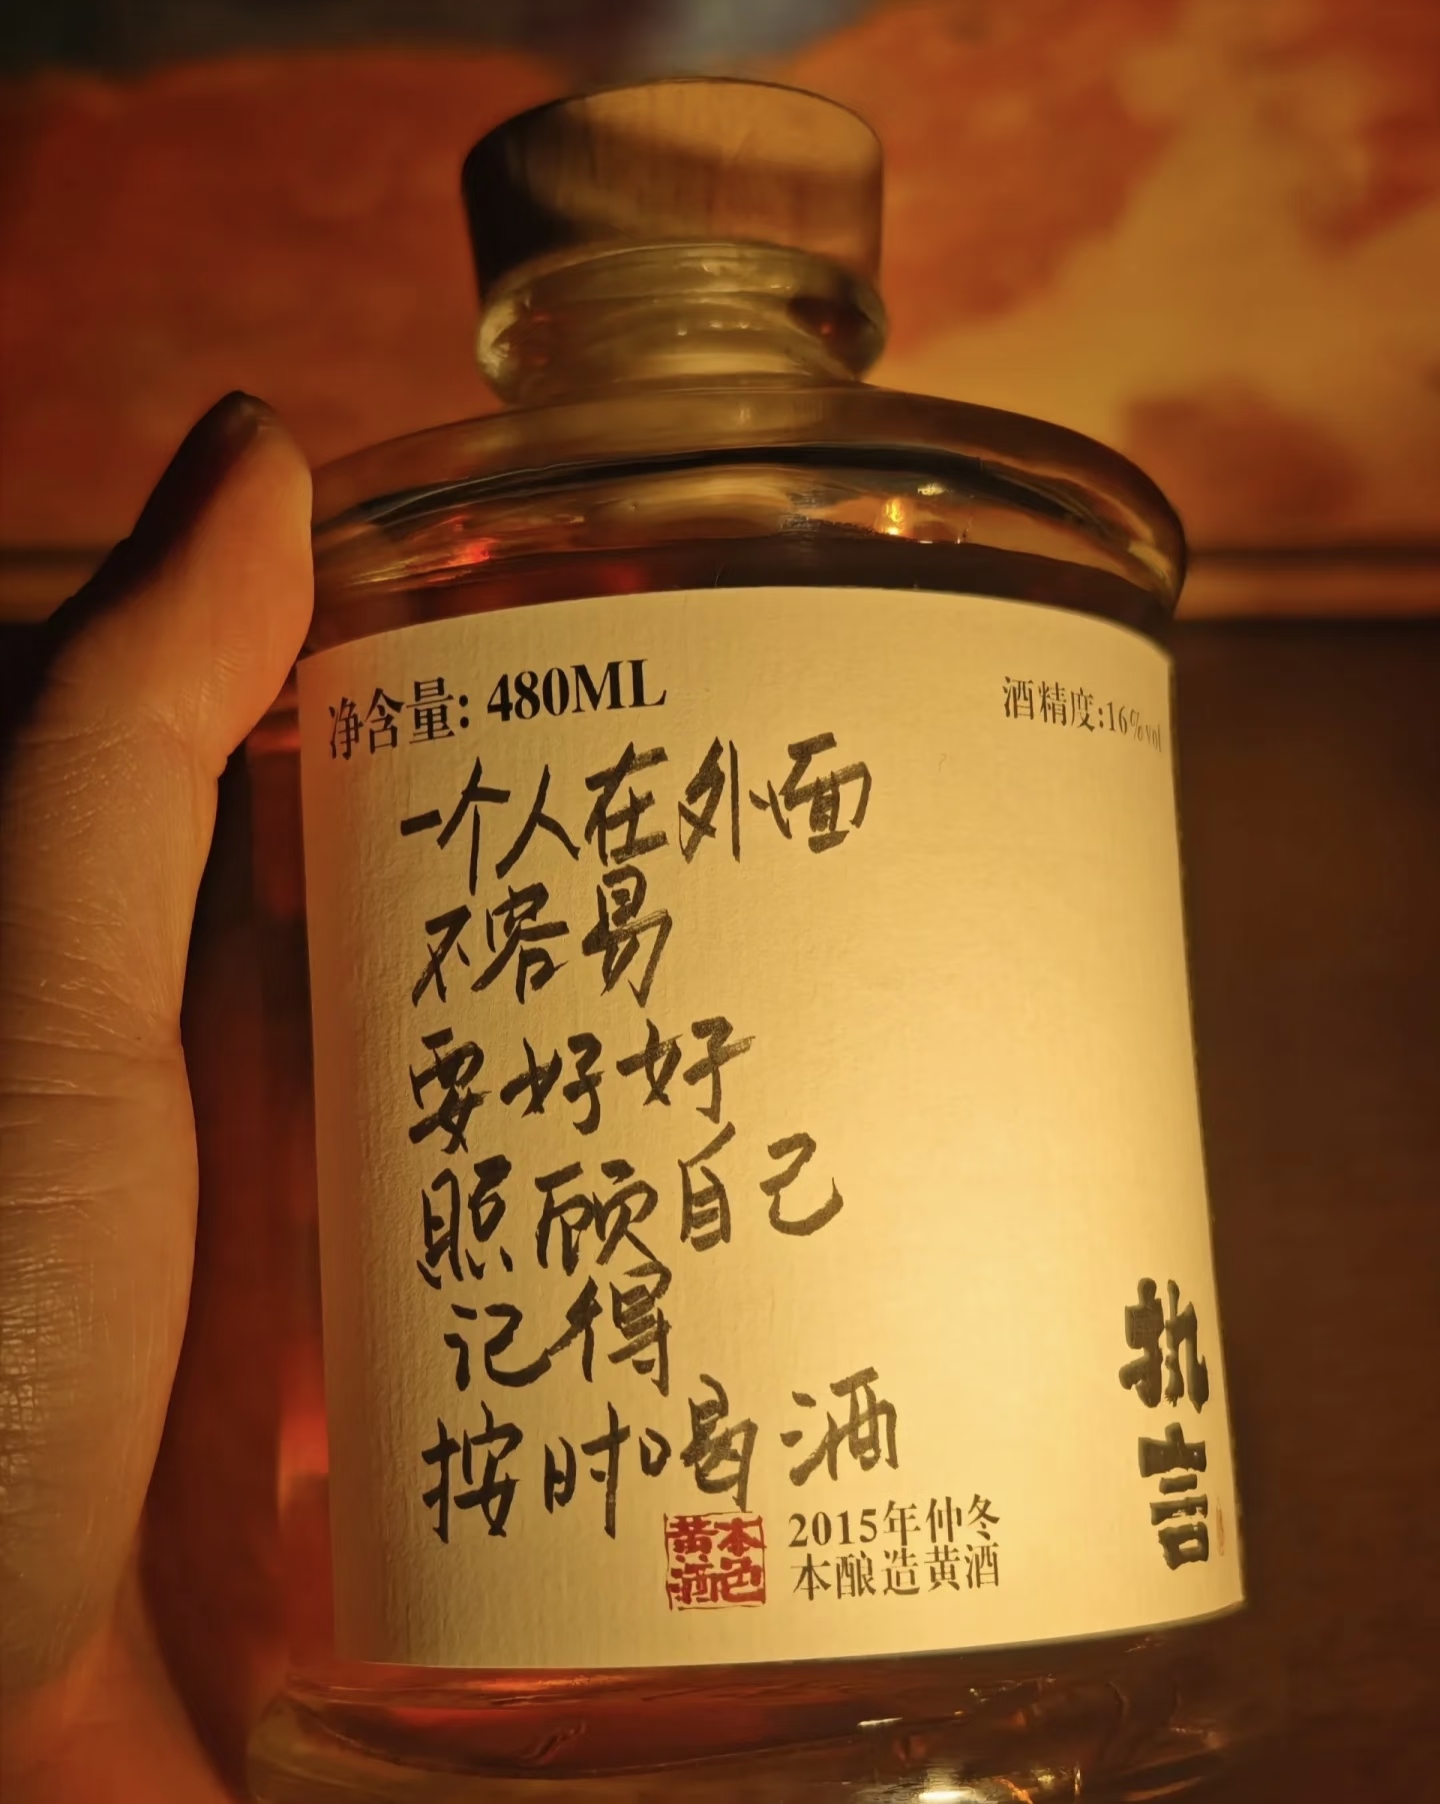 净含量: 480ML
酒精度:16%vol
一个人在外面
不容易
要好好
照顾自己
记得
按时喝酒
执言
本色
黄酒
2015年仲冬
本酿造黄酒